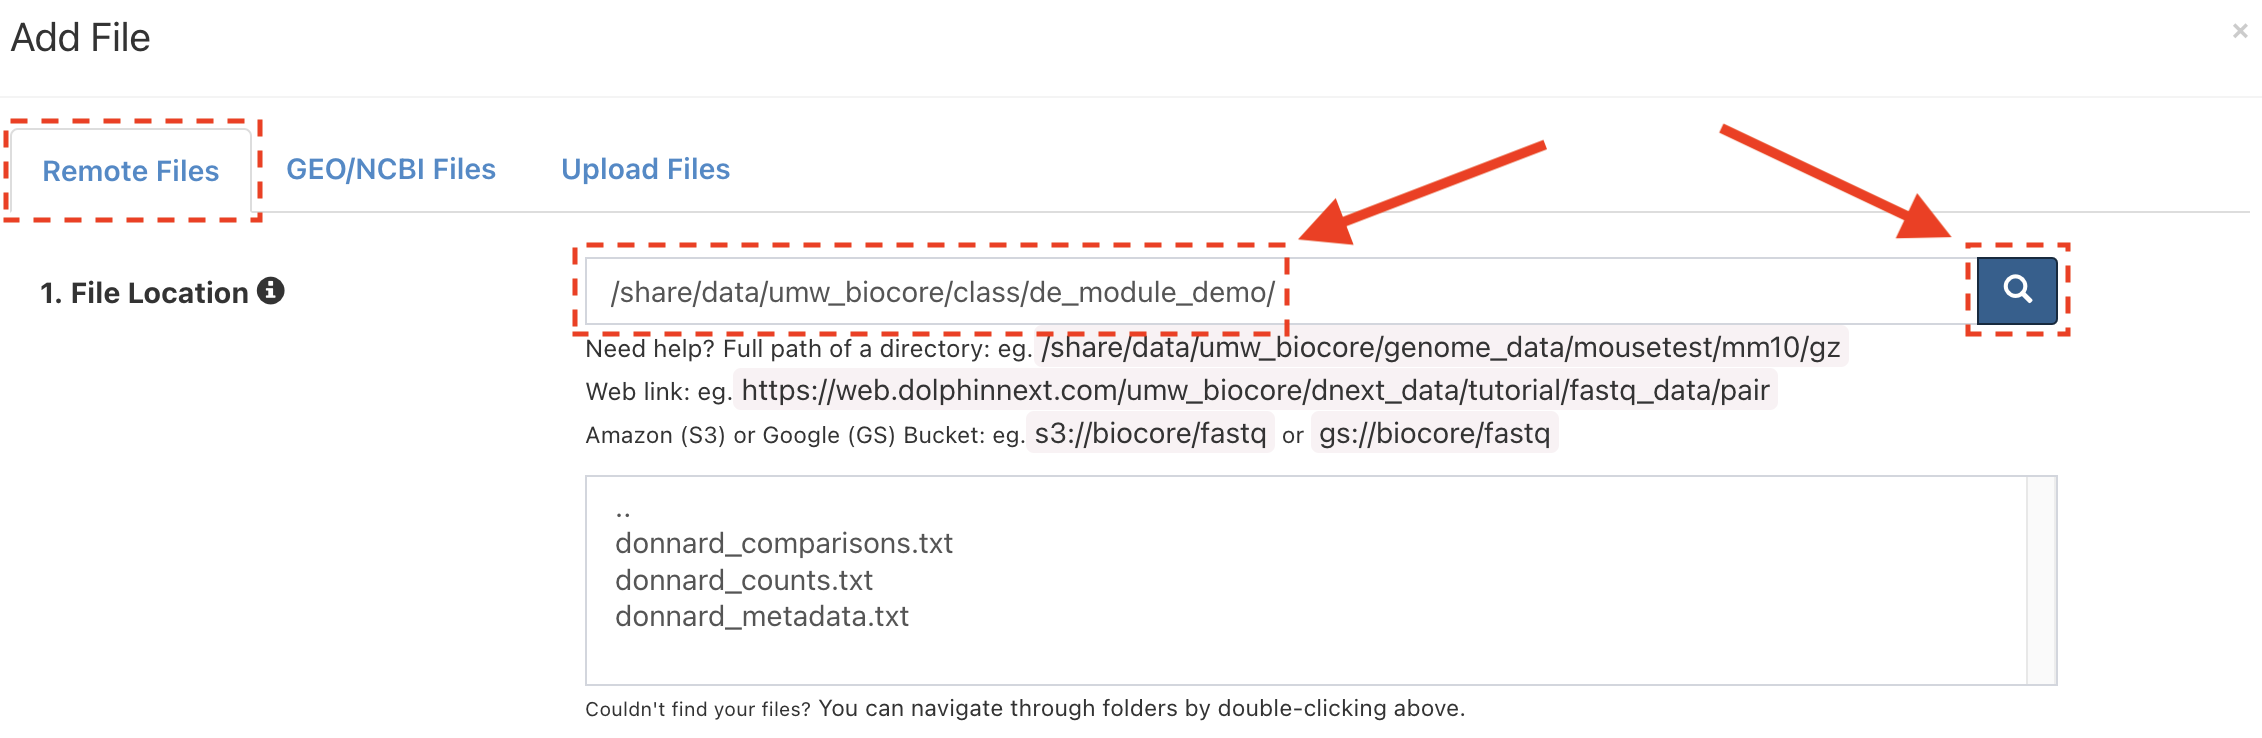 Add File
×
Remote Files GEO/NCBI Files Upload Files
1. File Location
/share/data/umw_biocore/class/de_module_demo/
Need help? Full path of a directory: eg. /share/data/umw_biocore/genome_data/mousetest/mm10/gz
Web link: eg. https://web.dolphinnext.com/umw_biocore/dnext_data/tutorial/fastq_data/pair
Amazon (S3) or Google (GS) Bucket: eg. s3://biocore/fastq or gs://biocore/fastq
..
donnard_comparisons.txt
donnard_counts.txt
donnard_metadata.txt
Couldn't find your files? You can navigate through folders by double-clicking above.